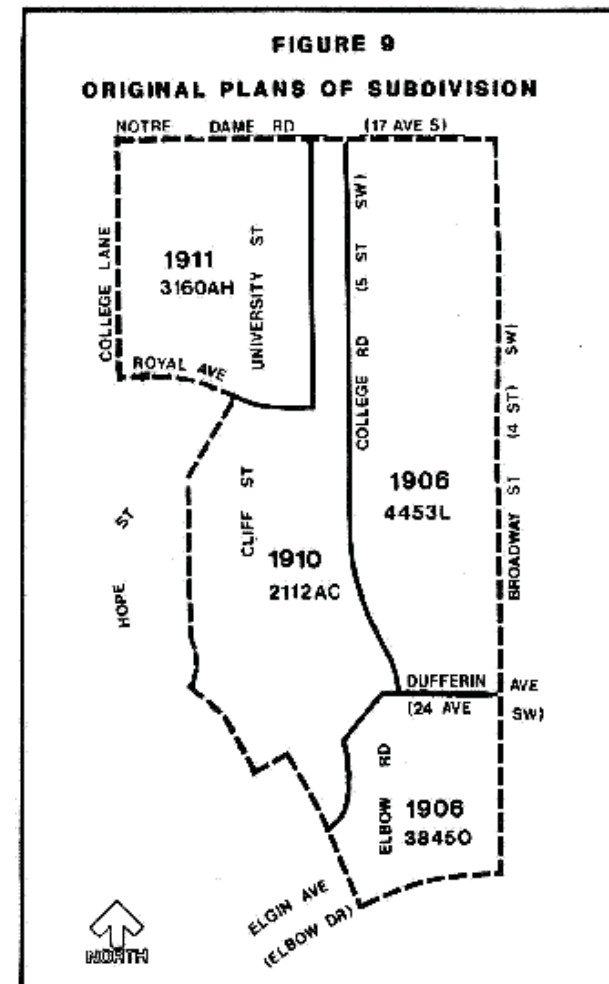 FIGURE 9
ORIGINAL PLANS OF SUBDIVISION
NOTRE DAME RD (17 AVE S)
COLLEGE LANE
1911
3160AH
UNIVERSITY ST
ROYAL AVE
COLLEGE RD (5 ST SW)
BROADWAY ST (4 ST) SW)
1906
4453L
CLIFF ST
HOPE ST
1910
2112AC
DUFFERIN AVE
(24 AVE SW)
ELBOW RD
1906
3845O
ELGIN AVE
(ELBOW DR)
NORTH